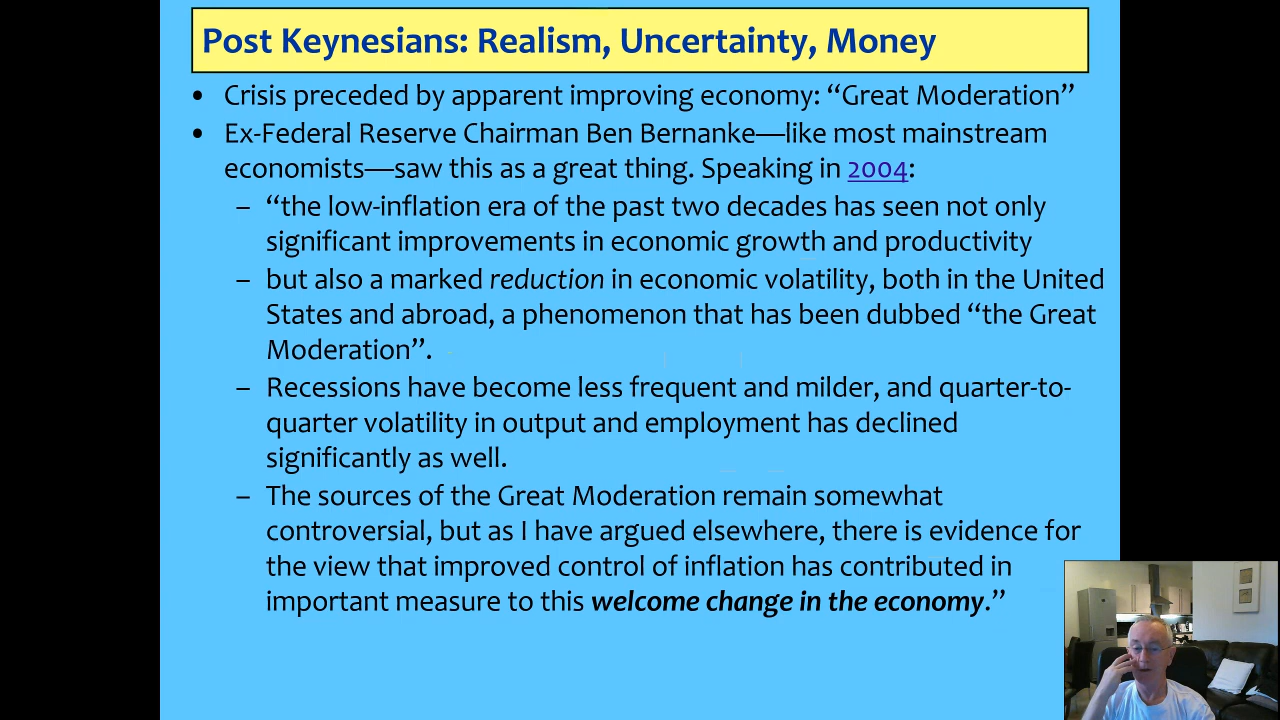 Post Keynesians: Realism, Uncertainty, Money
• Crisis preceded by apparent improving economy: “Great Moderation”
• Ex-Federal Reserve Chairman Ben Bernanke—like most mainstream
economists—saw this as a great thing. Speaking in 2004:
– “the low-inflation era of the past two decades has seen not only
significant improvements in economic growth and productivity
– but also a marked reduction in economic volatility, both in the United
States and abroad, a phenomenon that has been dubbed “the Great
Moderation”.
– Recessions have become less frequent and milder, and quarter-to-
quarter volatility in output and employment has declined
significantly as well.
– The sources of the Great Moderation remain somewhat
controversial, but as I have argued elsewhere, there is evidence for
the view that improved control of inflation has contributed in
important measure to this welcome change in the economy.”